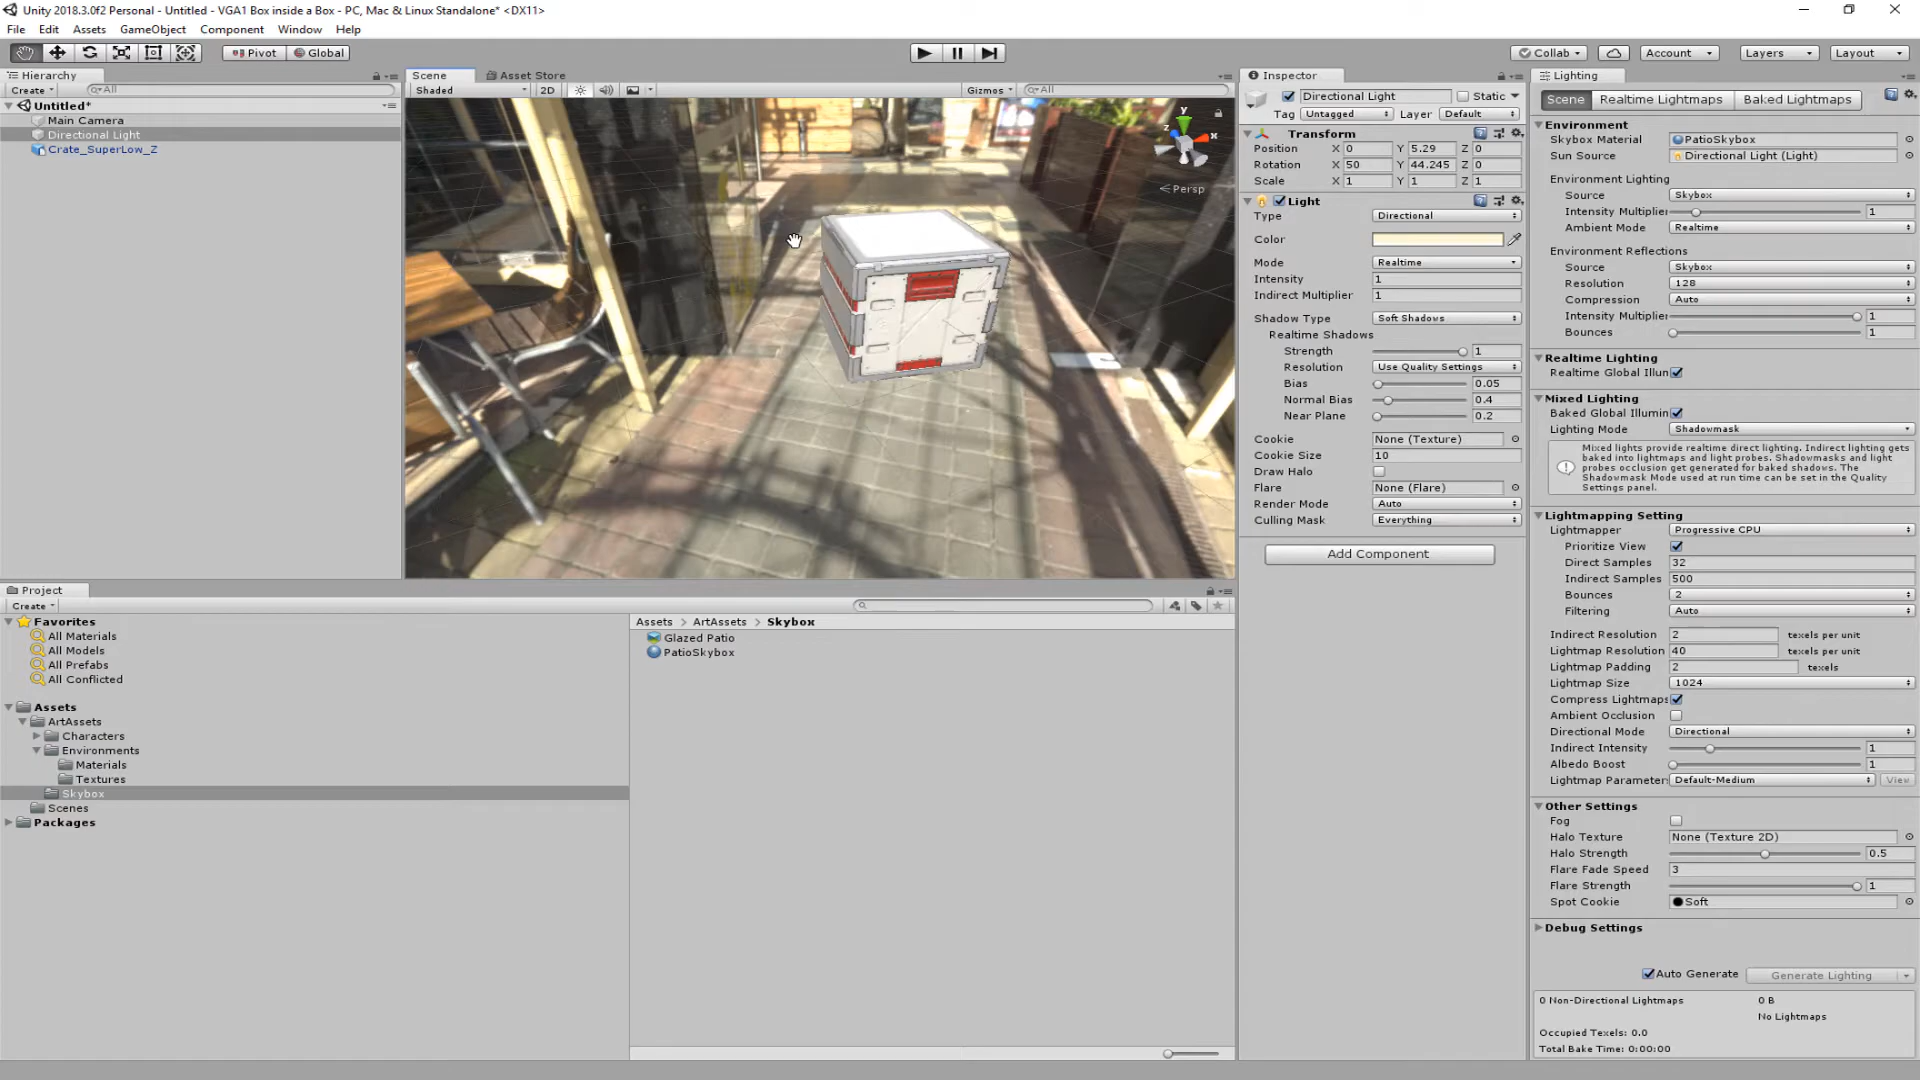 Unity 2018.3.0f2 Personal - Untitled - VGA1 Box inside a Box - PC, Mac & Linux Standalone* <DX11>
File Edit Assets GameObject Component Window Help
Pivot Global Collab Account Layers Layout
Hierarchy
Create All
Untitled*
Main Camera
Directional Light
Crate_SuperLow_Z
Scene Asset Store
Shaded 2D Gizmos All
y
z
x
Persp
Inspector
Directional Light Static
Tag Untagged Layer Default
Transform
Position X 0 Y 5.29 Z 0
Rotation X 50 Y 44.245 Z 0
Scale X 1 Y 1 Z 1
Light
Type Directional
Color
Mode Realtime
Intensity 1
Indirect Multiplier 1
Shadow Type Soft Shadows
Realtime Shadows
Strength 1
Resolution Use Quality Settings
Bias 0.05
Normal Bias 0.4
Near Plane 0.2
Cookie None (Texture)
Cookie Size 10
Draw Halo
Flare None (Flare)
Render Mode Auto
Culling Mask Everything
Add Component
Lighting
Scene Realtime Lightmaps Baked Lightmaps
Environment
Skybox Material PatioSkybox
Sun Source Directional Light (Light)
Environment Lighting
Source Skybox
Intensity Multiplier 1
Ambient Mode Realtime
Environment Reflections
Source Skybox
Resolution 128
Compression Auto
Intensity Multiplier 1
Bounces 1
Realtime Lighting
Realtime Global Illum
Mixed Lighting
Baked Global Illumin
Lighting Mode Shadowmask
Mixed lights provide realtime direct lighting. Indirect lighting gets
baked into lightmaps and light probes. Shadowmasks and light
probes occlusion get generated for baked shadows. The
Shadowmask Mode used at run time can be set in the Quality
Settings panel.
Lightmapping Setting
Lightmapper Progressive CPU
Prioritize View
Direct Samples 32
Indirect Samples 500
Bounces 2
Filtering Auto
Indirect Resolution 2 texels per unit
Lightmap Resolution 40 texels per unit
Lightmap Padding 2 texels
Lightmap Size 1024
Compress Lightmaps
Ambient Occlusion
Directional Mode Directional
Indirect Intensity 1
Albedo Boost 1
Lightmap Parameter Default-Medium View
Other Settings
Fog
Halo Texture None (Texture 2D)
Halo Strength 0.5
Flare Fade Speed 3
Flare Strength 1
Spot Cookie Soft
Debug Settings
Auto Generate Generate Lighting
0 Non-Directional Lightmaps 0 B
No Lightmaps
Occupied Texels: 0.0
Total Bake Time: 0:00:00
Project
Create
Favorites
All Materials
All Models
All Prefabs
All Conflicted
Assets
ArtAssets
Characters
Environments
Materials
Textures
Skybox
Scenes
Packages
Assets > ArtAssets > Skybox
Glazed Patio
PatioSkybox